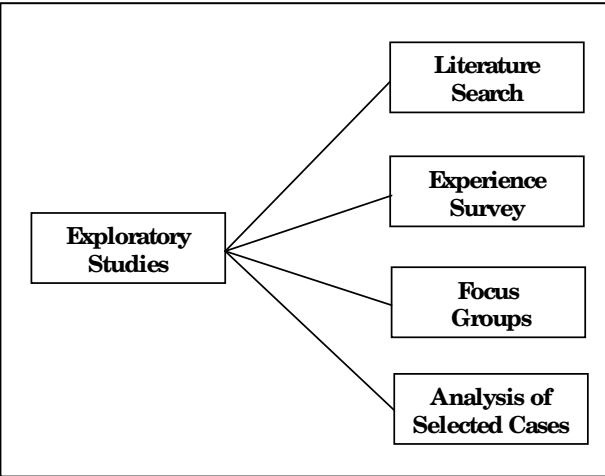 Literature
Search
Experience
Survey
Exploratory
Studies
Focus
Groups
Analysis of
Selected Cases